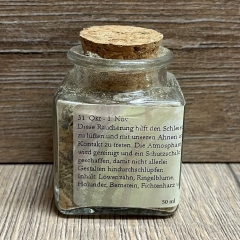 31. Okt - 1. Nov
Diese Räucherung hilft den Schleier
zu lüften und mit unseren Ahnen in
Kontakt zu treten. Die Atmosphäre
wird gereinigt und ein Schutzschild
geschaffen, damit nicht allerlei
Gestalten hindurchschlüpfen.
Inhalt: Löwenzahn, Ringelblume,
Holunder, Bernstein, Fichtenharz
50 ml